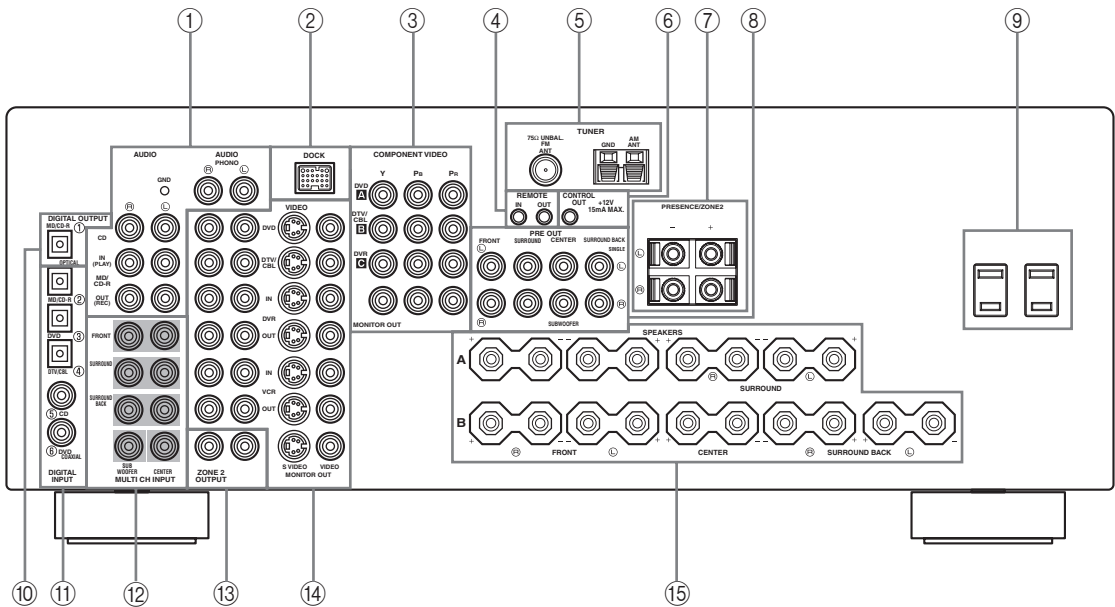 ① ② ③ ④ ⑤ ⑥ ⑦ ⑧ ⑨
AUDIO
AUDIO
PHONO
GND
R L
R L
DOCK
COMPONENT VIDEO
Y PB PR
DVD
A
DTV/
CBL
B
DVR
C
MONITOR OUT
TUNER
75Ω UNBAL.
FM
ANT
GND
AM
ANT
REMOTE
IN OUT
CONTROL
OUT
+12V
15mA MAX.
PRESENCE/ZONE2
– +
L
R
PRE OUT
FRONT SURROUND CENTER SURROUND BACK
SINGLE
L L
R R
SUBWOOFER
DIGITAL OUTPUT
MD/CD-R ①
OPTICAL
MD/CD-R ②
③
DVD
④
DTV/CBL
⑤ CD
⑥ DVD
COAXIAL
DIGITAL
INPUT
CD
IN
(PLAY)
MD/
CD-R
OUT
(REC)
FRONT
SURROUND
SURROUND
BACK
SUB
WOOFER
CENTER
MULTI CH INPUT
VIDEO
DVD
DTV/
CBL
IN
DVR
OUT
IN
VCR
OUT
S VIDEO VIDEO
MONITOR OUT
ZONE 2
OUTPUT
SPEAKERS
A
+ – – + + – – +
R L
SURROUND
B
+ – – + + – – + + –
R FRONT L CENTER R SURROUND BACK L
⑩ ⑪ ⑫ ⑬ ⑭ ⑮